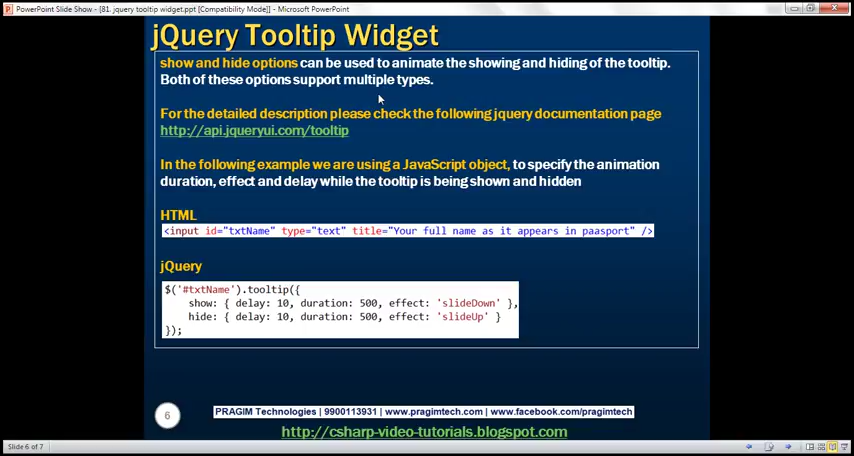 PowerPoint Slide Show - [81. jquery tooltip widget.ppt [Compatibility Mode]] - Microsoft PowerPoint
jQuery Tooltip Widget
show and hide options can be used to animate the showing and hiding of the tooltip.
Both of these options support multiple types.
For the detailed description please check the following jquery documentation page
http://api.jqueryui.com/tooltip
In the following example we are using a JavaScript object, to specify the animation
duration, effect and delay while the tooltip is being shown and hidden
HTML
<input id="txtName" type="text" title="Your full name as it appears in paasport" />
jQuery
$('#txtName').tooltip({
show: { delay: 10, duration: 500, effect: 'slideDown' },
hide: { delay: 10, duration: 500, effect: 'slideUp' }
});
6
PRAGIM Technologies | 9900113931 | www.pragimtech.com | www.facebook.com/pragimtech
http://csharp-video-tutorials.blogspot.com
Slide 6 of 7